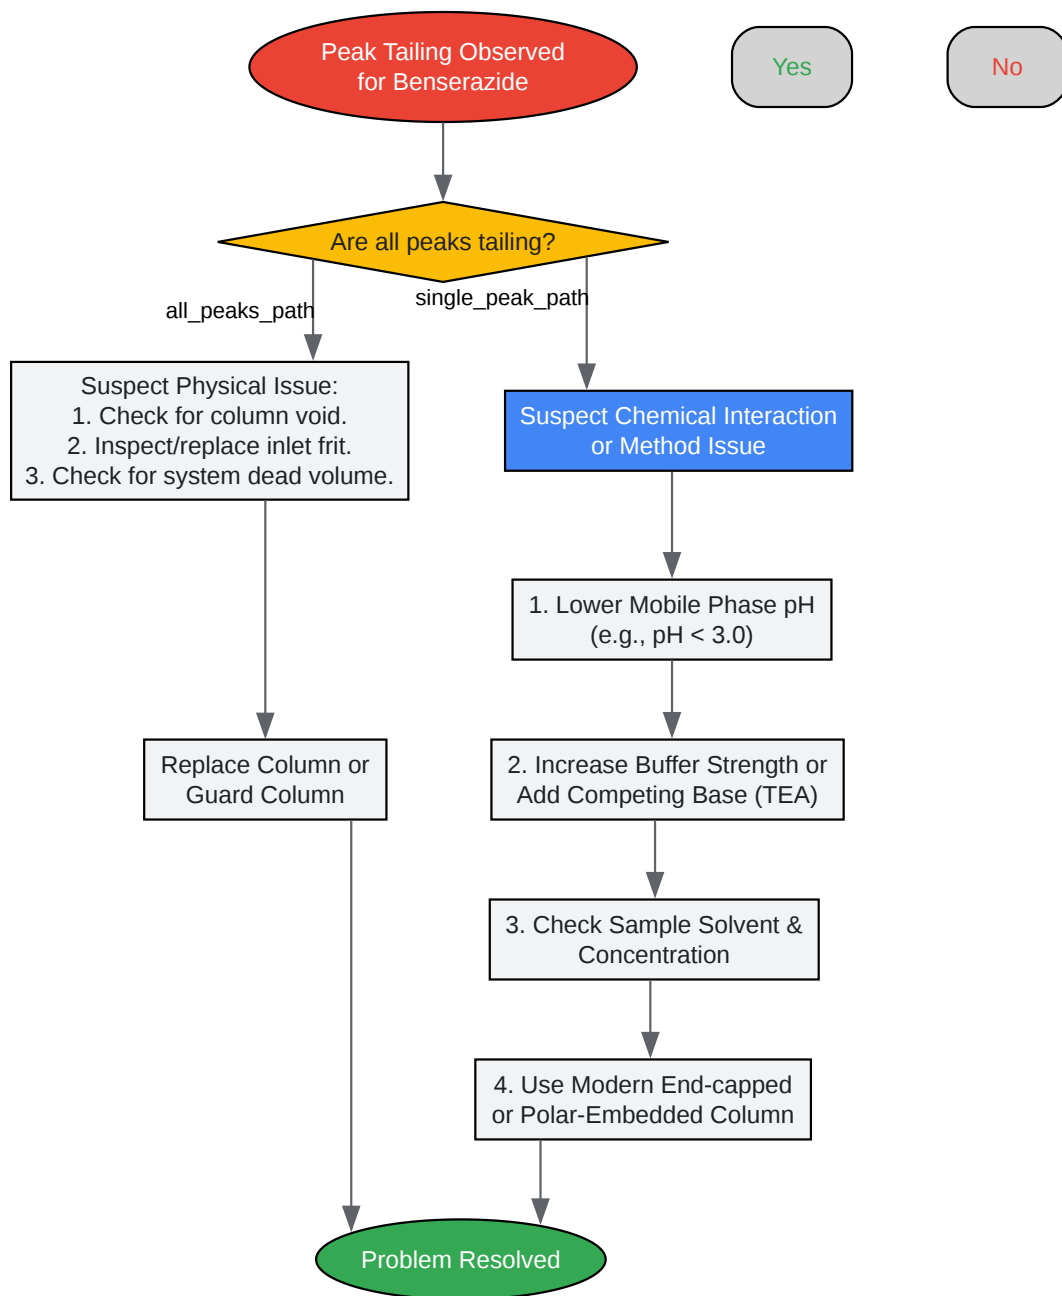 Peak Tailing Observed
for Benserazide
Yes
No
Are all peaks tailing?
all_peaks_path
single_peak_path
Suspect Physical Issue:
1. Check for column void.
2. Inspect/replace inlet frit.
3. Check for system dead volume.
Suspect Chemical Interaction
or Method Issue
1. Lower Mobile Phase pH
(e.g., pH < 3.0)
Replace Column or
Guard Column
2. Increase Buffer Strength or
Add Competing Base (TEA)
3. Check Sample Solvent &
Concentration
4. Use Modern End-capped
or Polar-Embedded Column
Problem Resolved